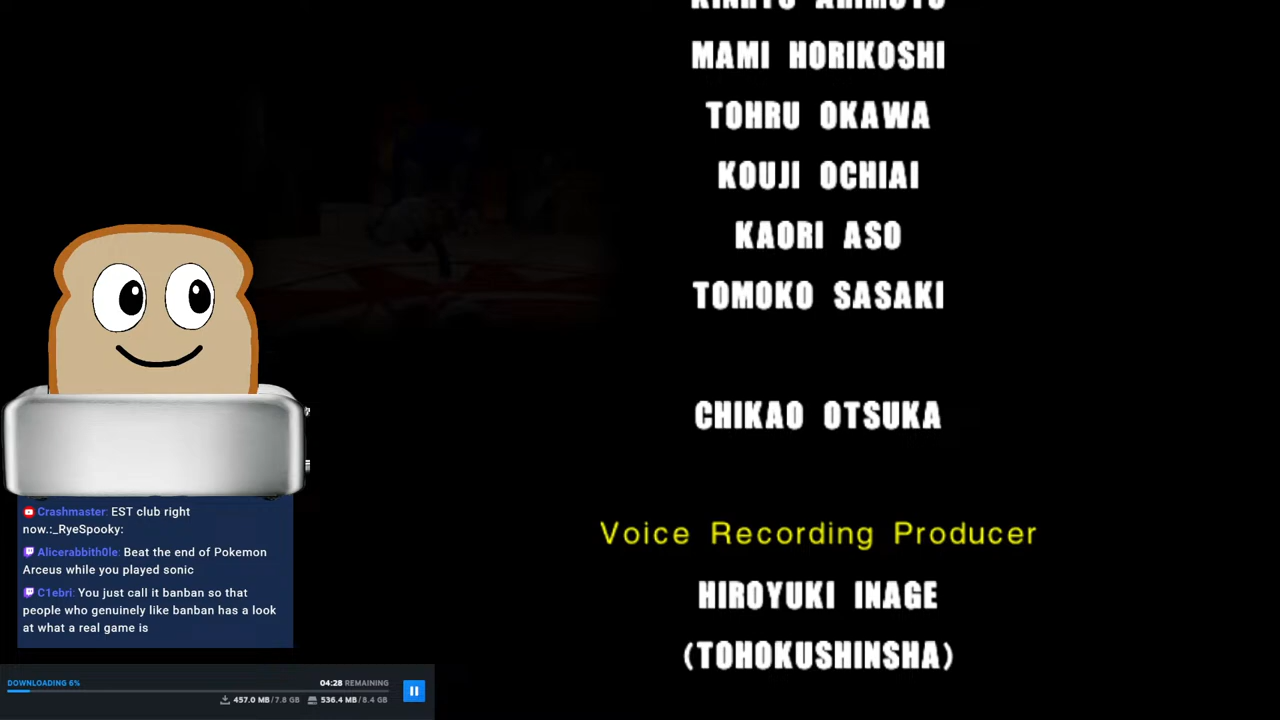 MAMI HORIKOSHI
TOHRU OKAWA
KOUJI OCHIAI
KAORI ASO
TOMOKO SASAKI
CHIKAO OTSUKA
Voice Recording Producer
HIROYUKI INAGE
(TOHOKUSHINSHA)
Crashmaster: EST club right
now.:_RyeSpooky:
Alicerabbith0le: Beat the end of Pokemon
Arceus while you played sonic
C1ebri: You just call it banban so that
people who genuinely like banban has a look
at what a real game is
DOWNLOADING 6%
04:28 REMAINING
457.0 MB/7.8 GB 536.4 MB/8.4 GB